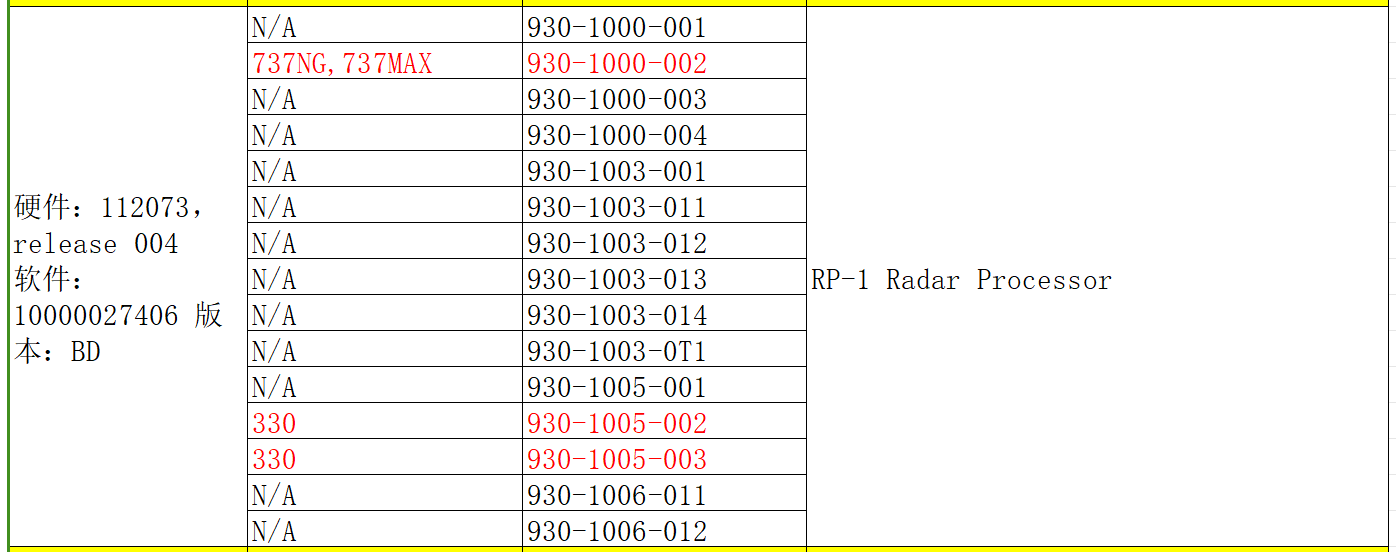 硬件：112073，
release 004
软件：
10000027406 版
本：BD
N/A 930-1000-001
737NG,737MAX 930-1000-002
N/A 930-1000-003
N/A 930-1000-004
N/A 930-1003-001
N/A 930-1003-011
N/A 930-1003-012
N/A 930-1003-013
N/A 930-1003-014
N/A 930-1003-0T1
N/A 930-1005-001
330 930-1005-002
330 930-1005-003
N/A 930-1006-011
N/A 930-1006-012
RP-1 Radar Processor